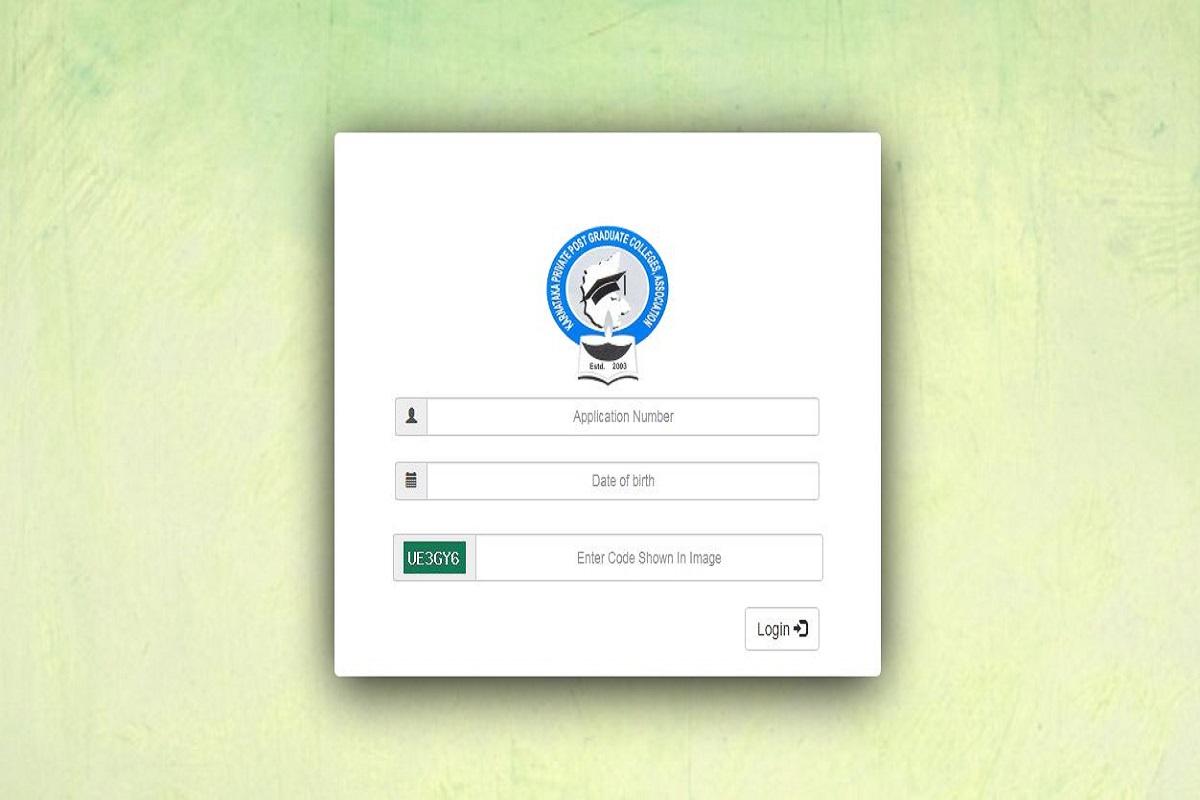 KARNATAKA PRIVATE POST GRADUATE COLLEGES, ASSOCIATION
Estd. 2003
Application Number
Date of birth
UE3GY6
Enter Code Shown In Image
Login